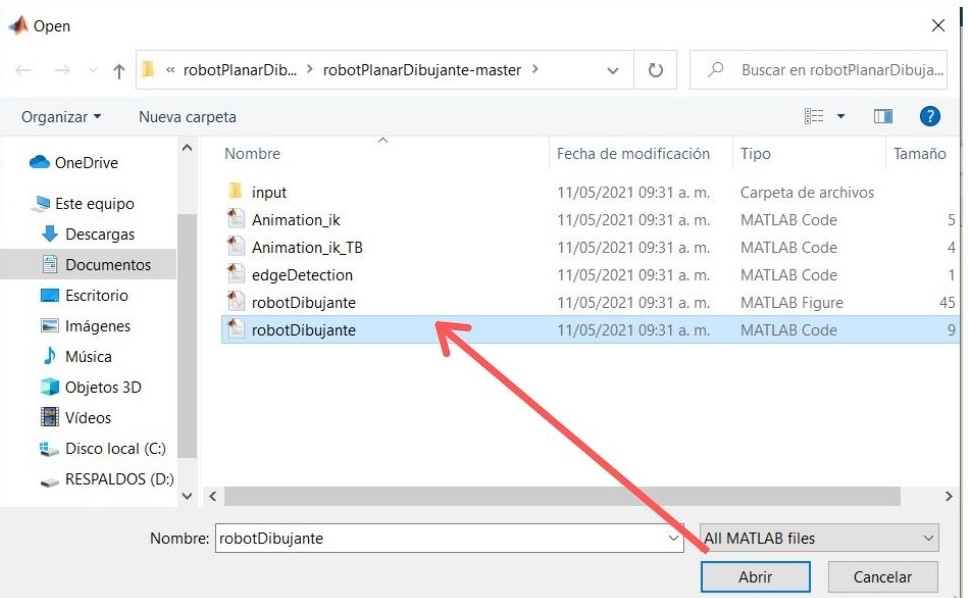 Open
« robotPlanarDib... > robotPlanarDibujante-master >
Buscar en robotPlanarDibuja...
Organizar Nueva carpeta
?
Nombre Fecha de modificación Tipo Tamaño
OneDrive
Este equipo
Descargas
Documentos
Escritorio
Imágenes
Música
Objetos 3D
Vídeos
Disco local (C:)
RESPALDOS (D:)
input 11/05/2021 09:31 a. m. Carpeta de archivos
Animation_ik 11/05/2021 09:31 a. m. MATLAB Code 5
Animation_ik_TB 11/05/2021 09:31 a. m. MATLAB Code 4
edgeDetection 11/05/2021 09:31 a. m. MATLAB Code 1
robotDibujante 11/05/2021 09:31 a. m. MATLAB Figure 45
robotDibujante 11/05/2021 09:31 a. m. MATLAB Code 9
Nombre: robotDibujante All MATLAB files
Abrir Cancelar